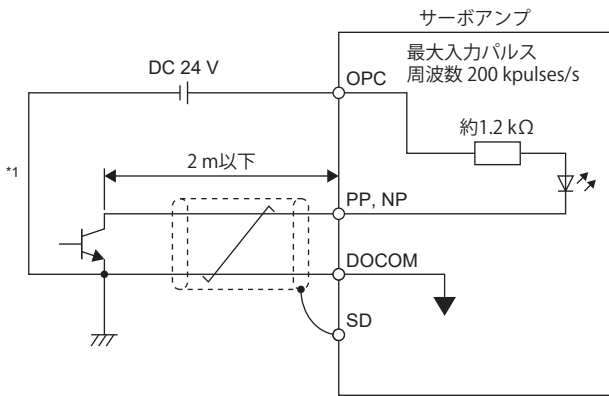 サーボアンプ
最大入力パルス
周波数 200 kpulses/s
DC 24 V
OPC
約1.2 kΩ
*1
2 m以下
PP, NP
DOCOM
SD